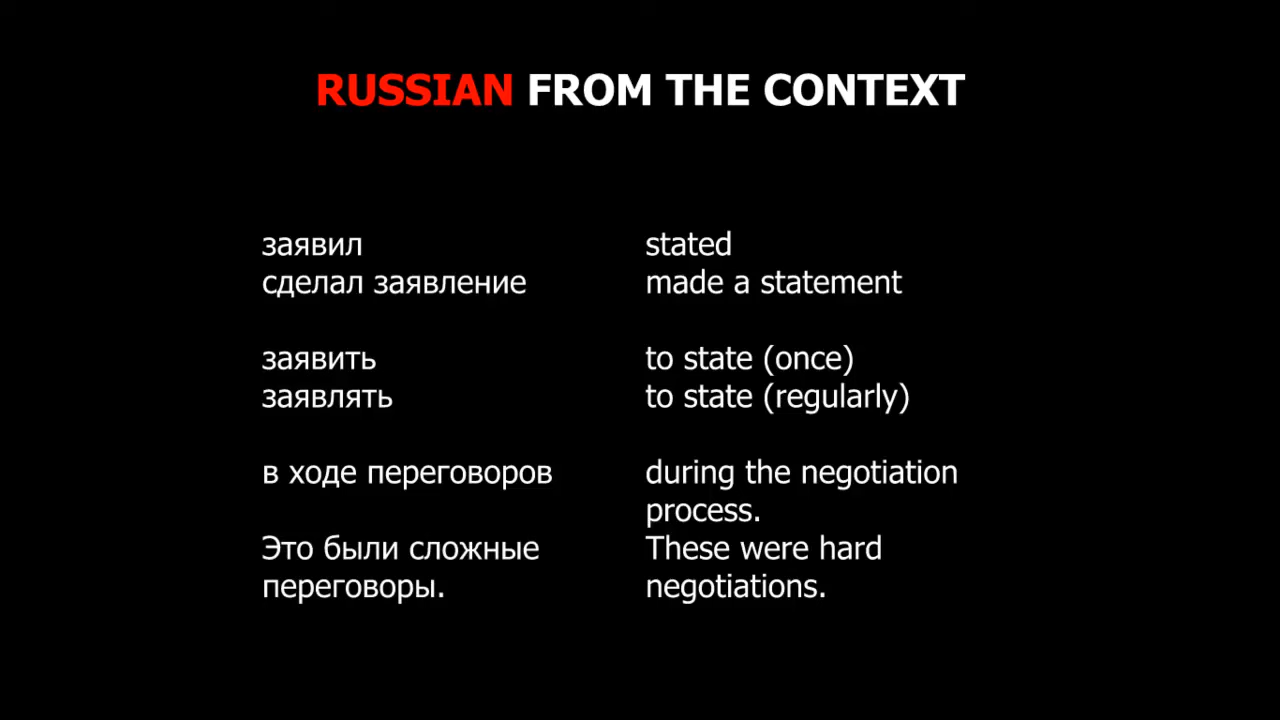 RUSSIAN FROM THE CONTEXT
заявил stated
сделал заявление made a statement
заявить to state (once)
заявлять to state (regularly)
в ходе переговоров during the negotiation
process.
Это были сложные These were hard
переговоры. negotiations.